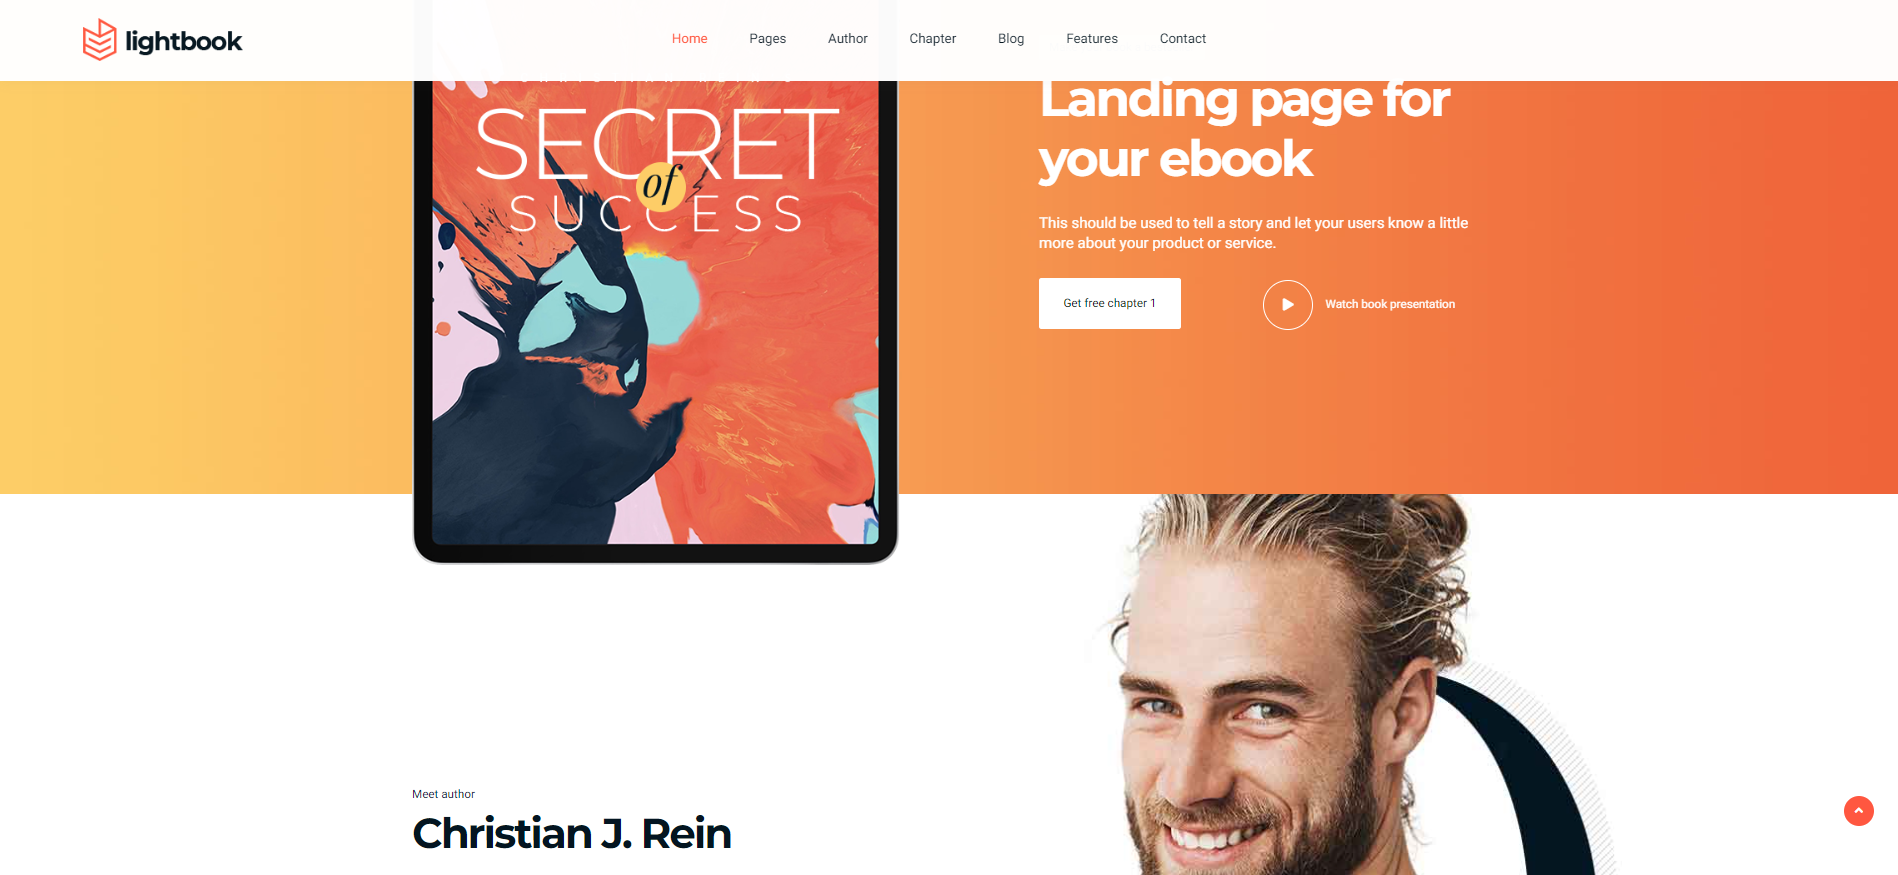 lightbook
Home
Pages
Author
Chapter
Blog
Features
Contact
SECRET
of
SUCCESS
Landing page for
your ebook
This should be used to tell a story and let your users know a little
more about your product or service.
Get free chapter 1
Watch book presentation
Meet author
Christian J. Rein